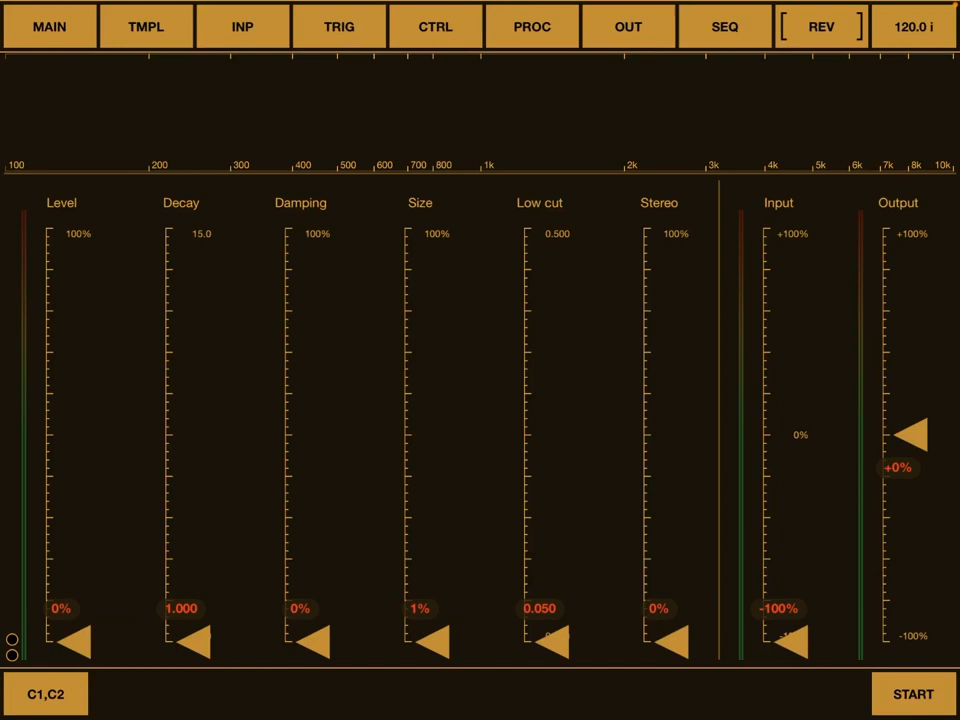 MAIN TMPL INP TRIG CTRL PROC OUT SEQ [ REV ] 120.0 i
100 200 300 400 500 600 700 800 1k 2k 3k 4k 5k 6k 7k 8k 10k
Level Decay Damping Size Low cut Stereo Input Output
100% 15.0 100% 100% 0.500 100% +100% +100%
0%
+0%
0% 1.000 0% 1% 0.050 0% -100%
-100%
C1,C2 START